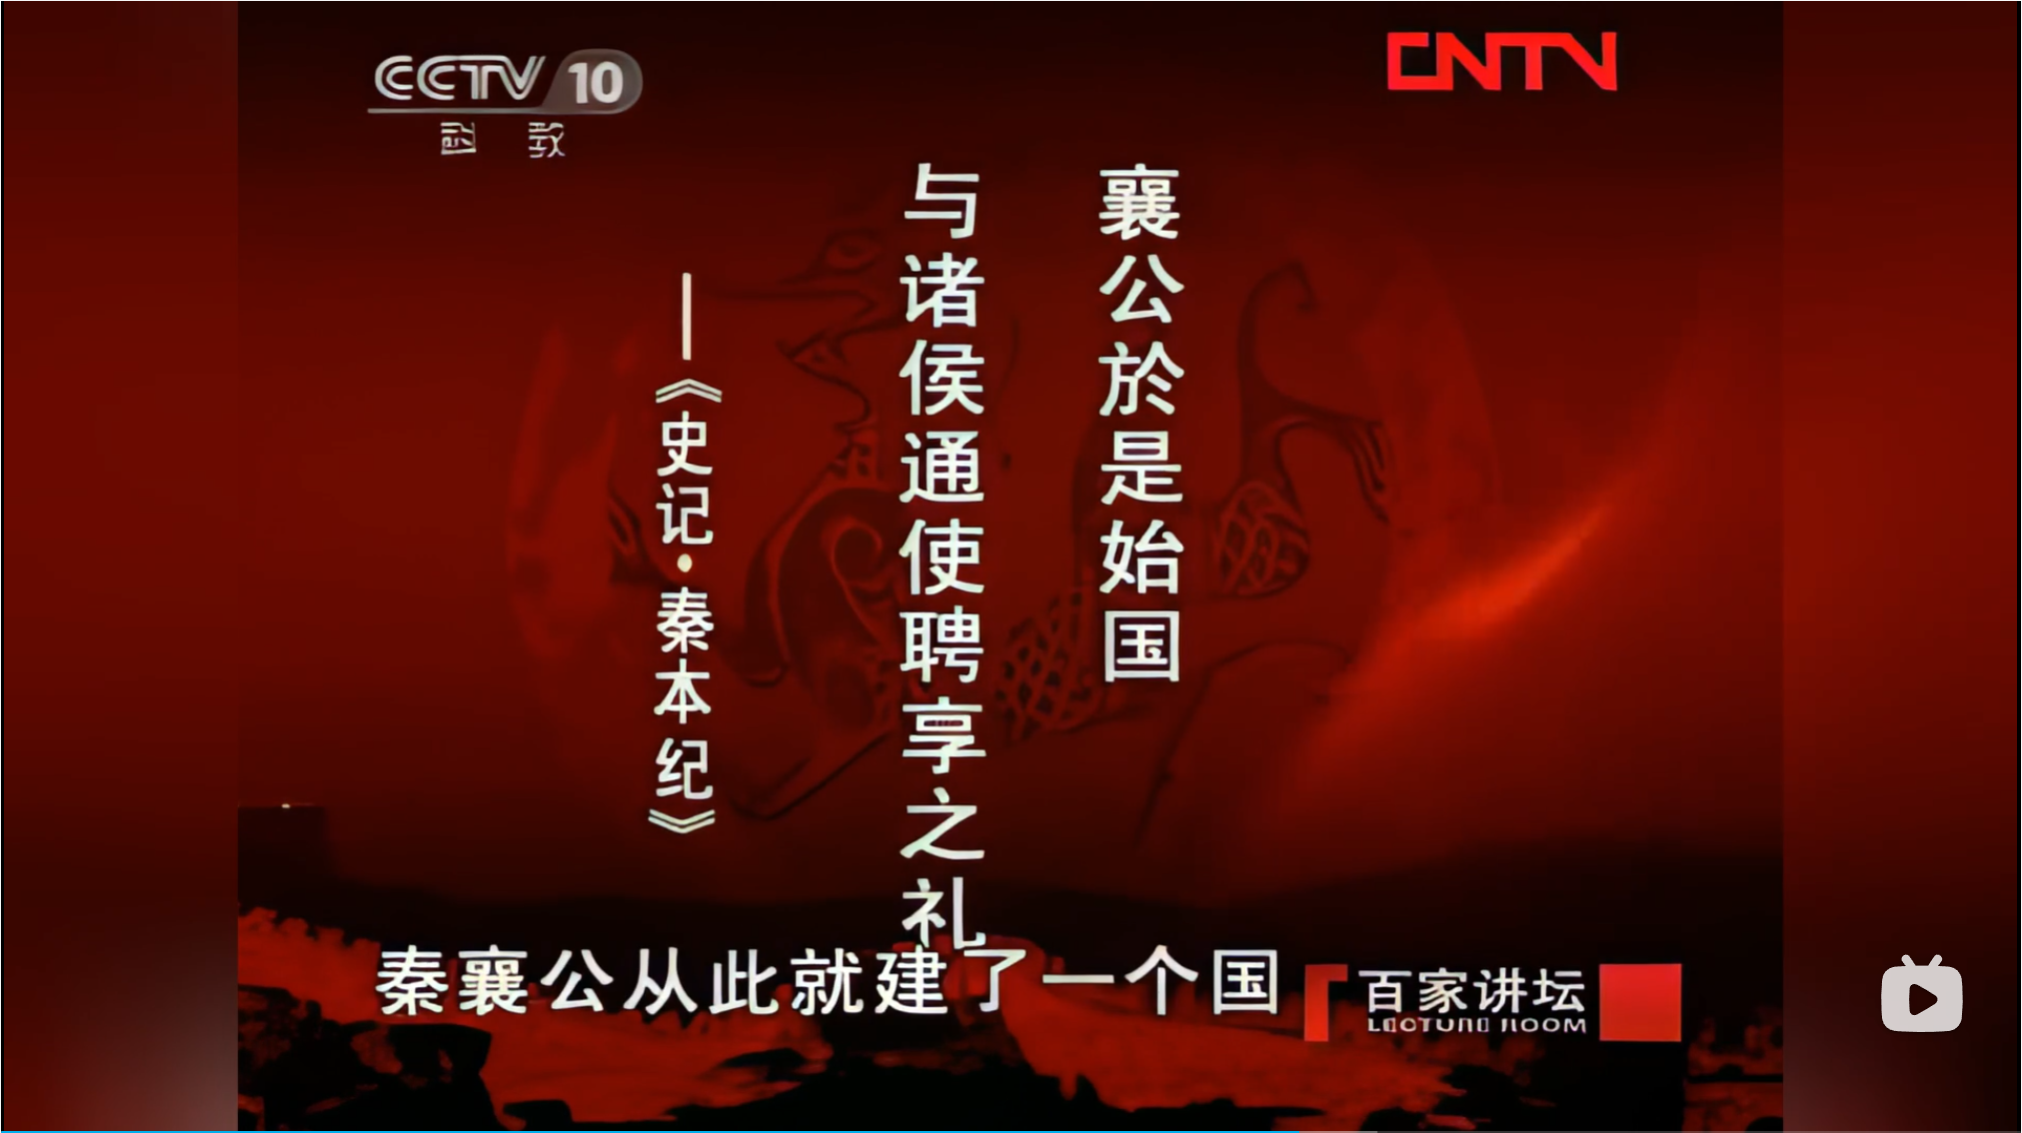 CCTV 10
CNTV
襄公於是始国
与诸侯通使聘享之礼
——《史记·秦本纪》
秦襄公从此就建了一个国
百家讲坛
LECTURE ROOM